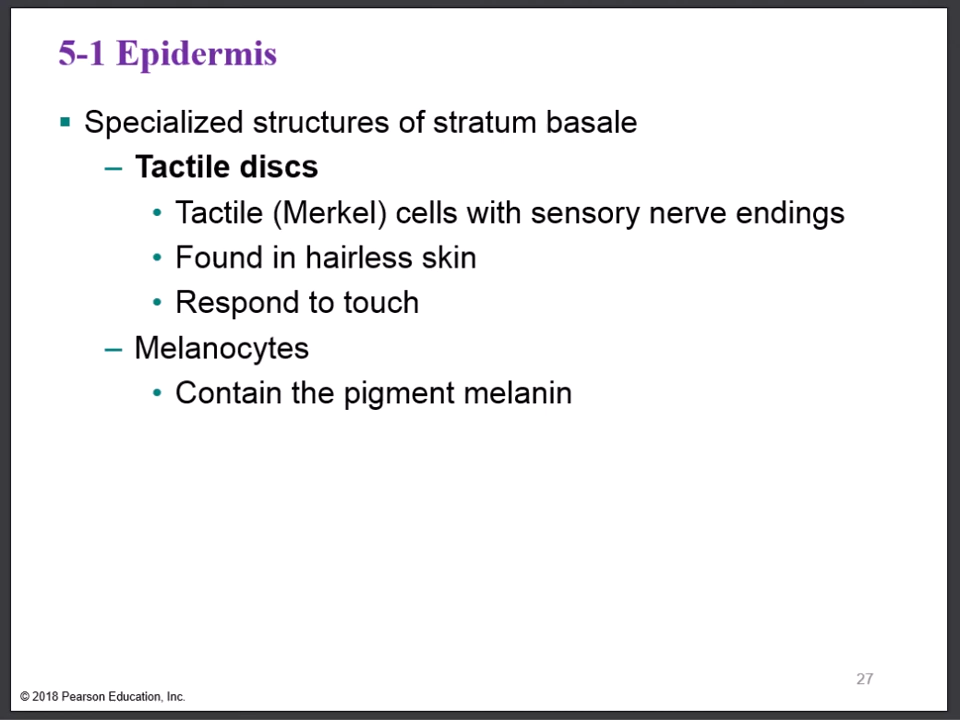 5-1 Epidermis
▪ Specialized structures of stratum basale
– Tactile discs
• Tactile (Merkel) cells with sensory nerve endings
• Found in hairless skin
• Respond to touch
– Melanocytes
• Contain the pigment melanin
27
© 2018 Pearson Education, Inc.